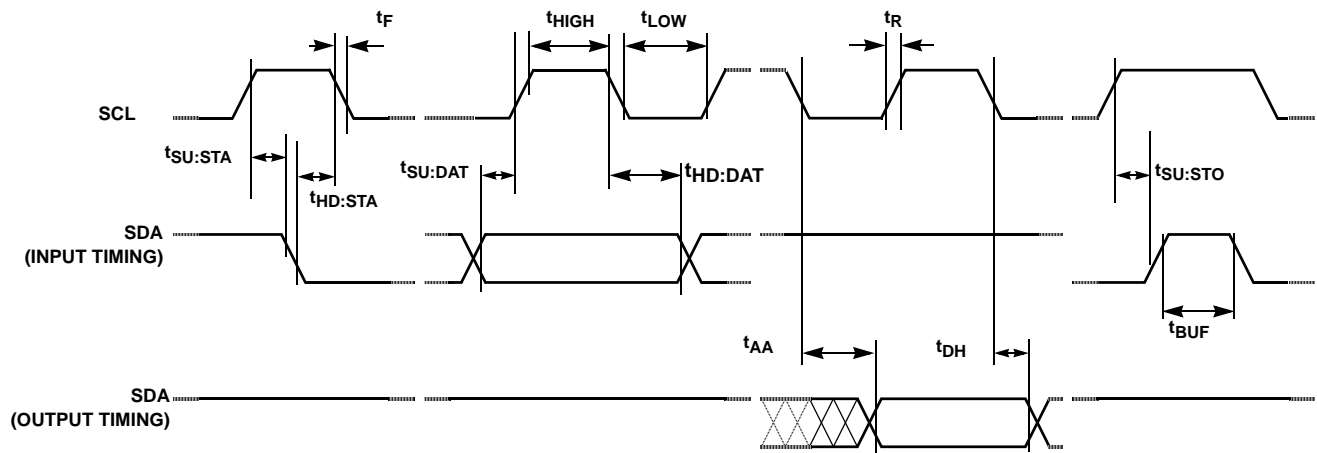 tF
tHIGH
tLOW
tR
SCL
tSU:STA
tHD:STA
tSU:DAT
tHD:DAT
tSU:STO
SDA
(INPUT TIMING)
tBUF
tAA
tDH
SDA
(OUTPUT TIMING)